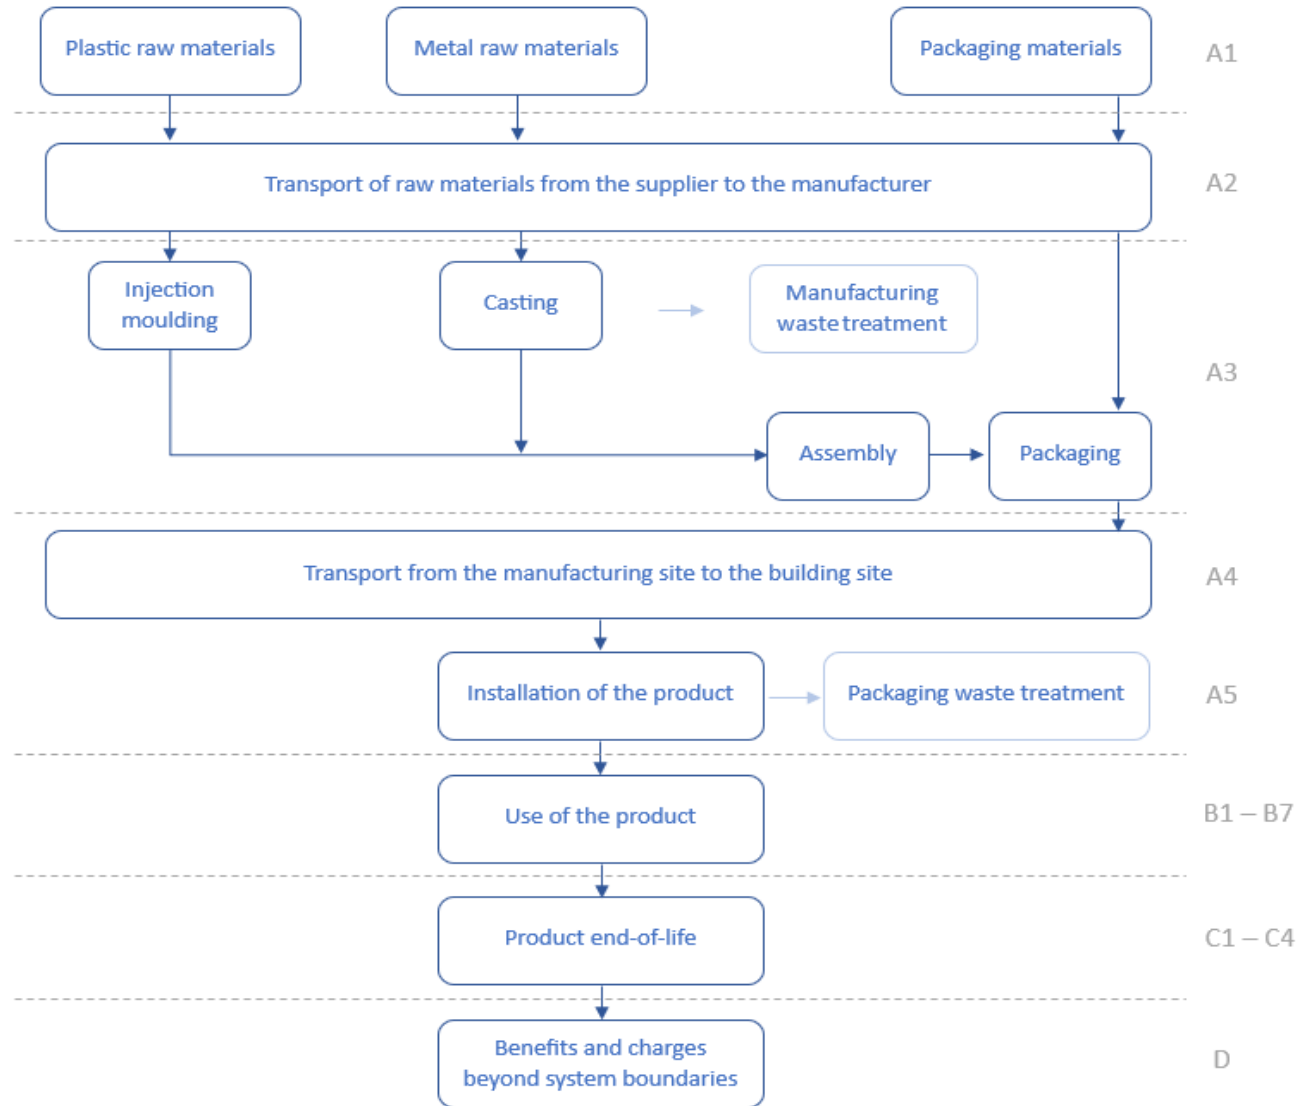 Plastic raw materials
Metal raw materials
Packaging materials
A1
Transport of raw materials from the supplier to the manufacturer
A2
Injection
moulding
Casting
Manufacturing
waste treatment
A3
Assembly
Packaging
Transport from the manufacturing site to the building site
A4
Installation of the product
Packaging waste treatment
A5
Use of the product
B1 – B7
Product end-of-life
C1 – C4
Benefits and charges
beyond system boundaries
D